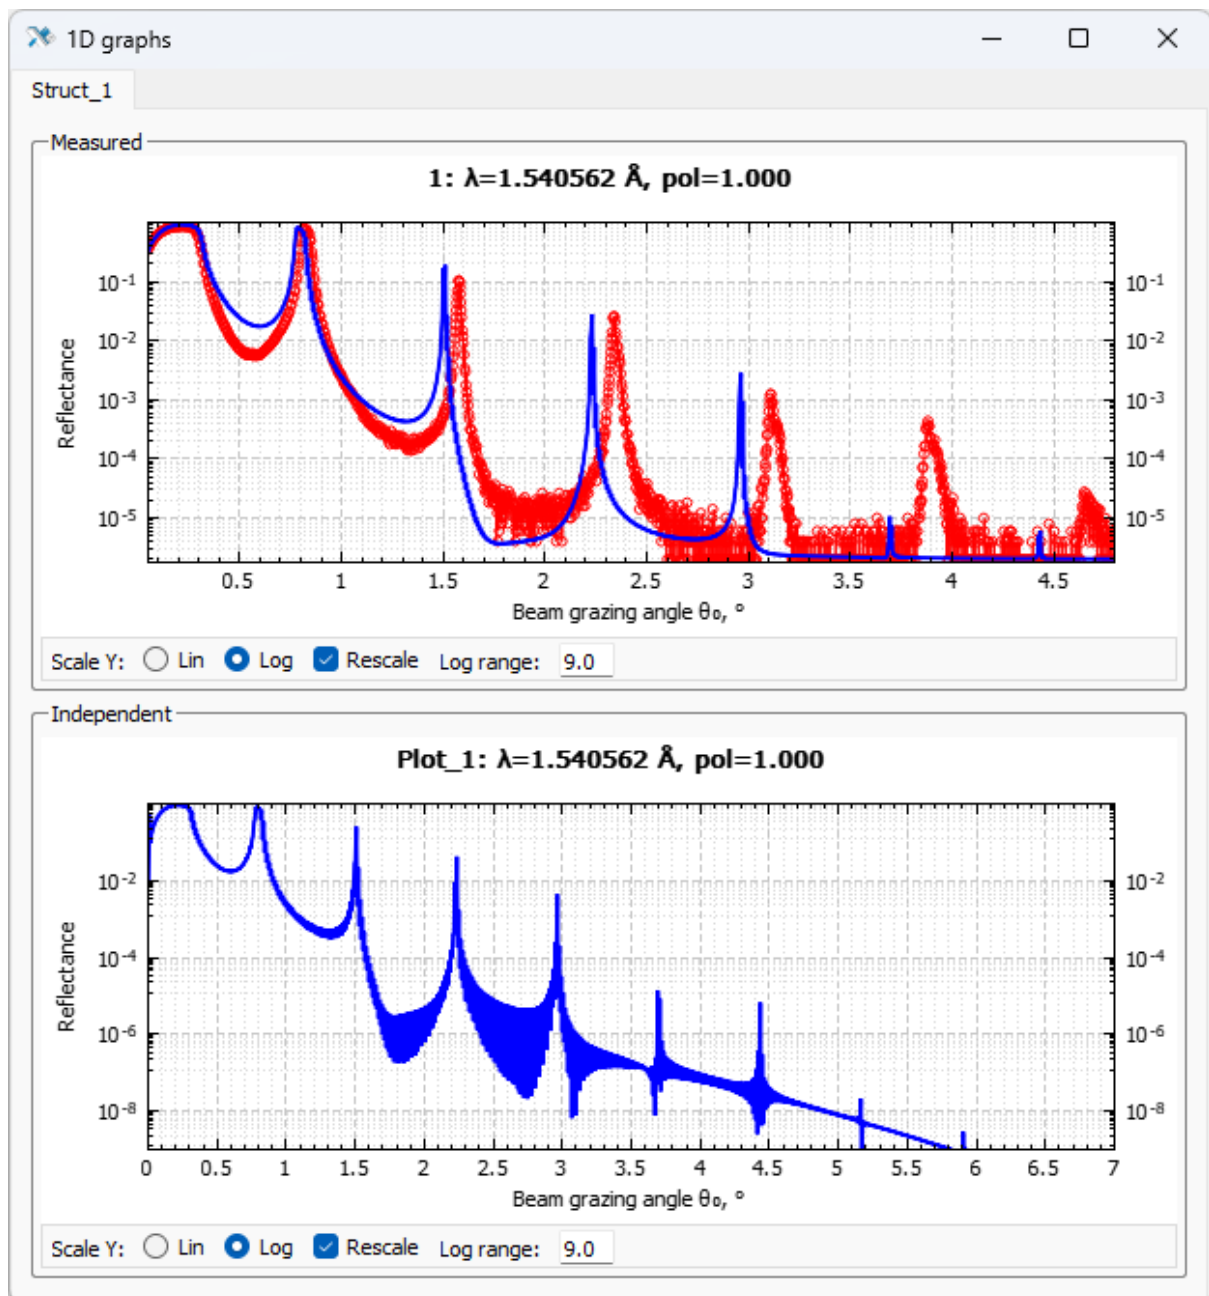 1D graphs
Struct_1
Measured
1: λ=1.540562 Å, pol=1.000
Reflectance
10⁻¹ 10⁻¹
10⁻² 10⁻²
10⁻³ 10⁻³
10⁻⁴ 10⁻⁴
10⁻⁵ 10⁻⁵
0.5 1 1.5 2 2.5 3 3.5 4 4.5
Beam grazing angle θ₀, °
Scale Y: Lin Log Rescale Log range: 9.0
Independent
Plot_1: λ=1.540562 Å, pol=1.000
Reflectance
10⁻² 10⁻²
10⁻⁴ 10⁻⁴
10⁻⁶ 10⁻⁶
10⁻⁸ 10⁻⁸
0 0.5 1 1.5 2 2.5 3 3.5 4 4.5 5 5.5 6 6.5 7
Beam grazing angle θ₀, °
Scale Y: Lin Log Rescale Log range: 9.0